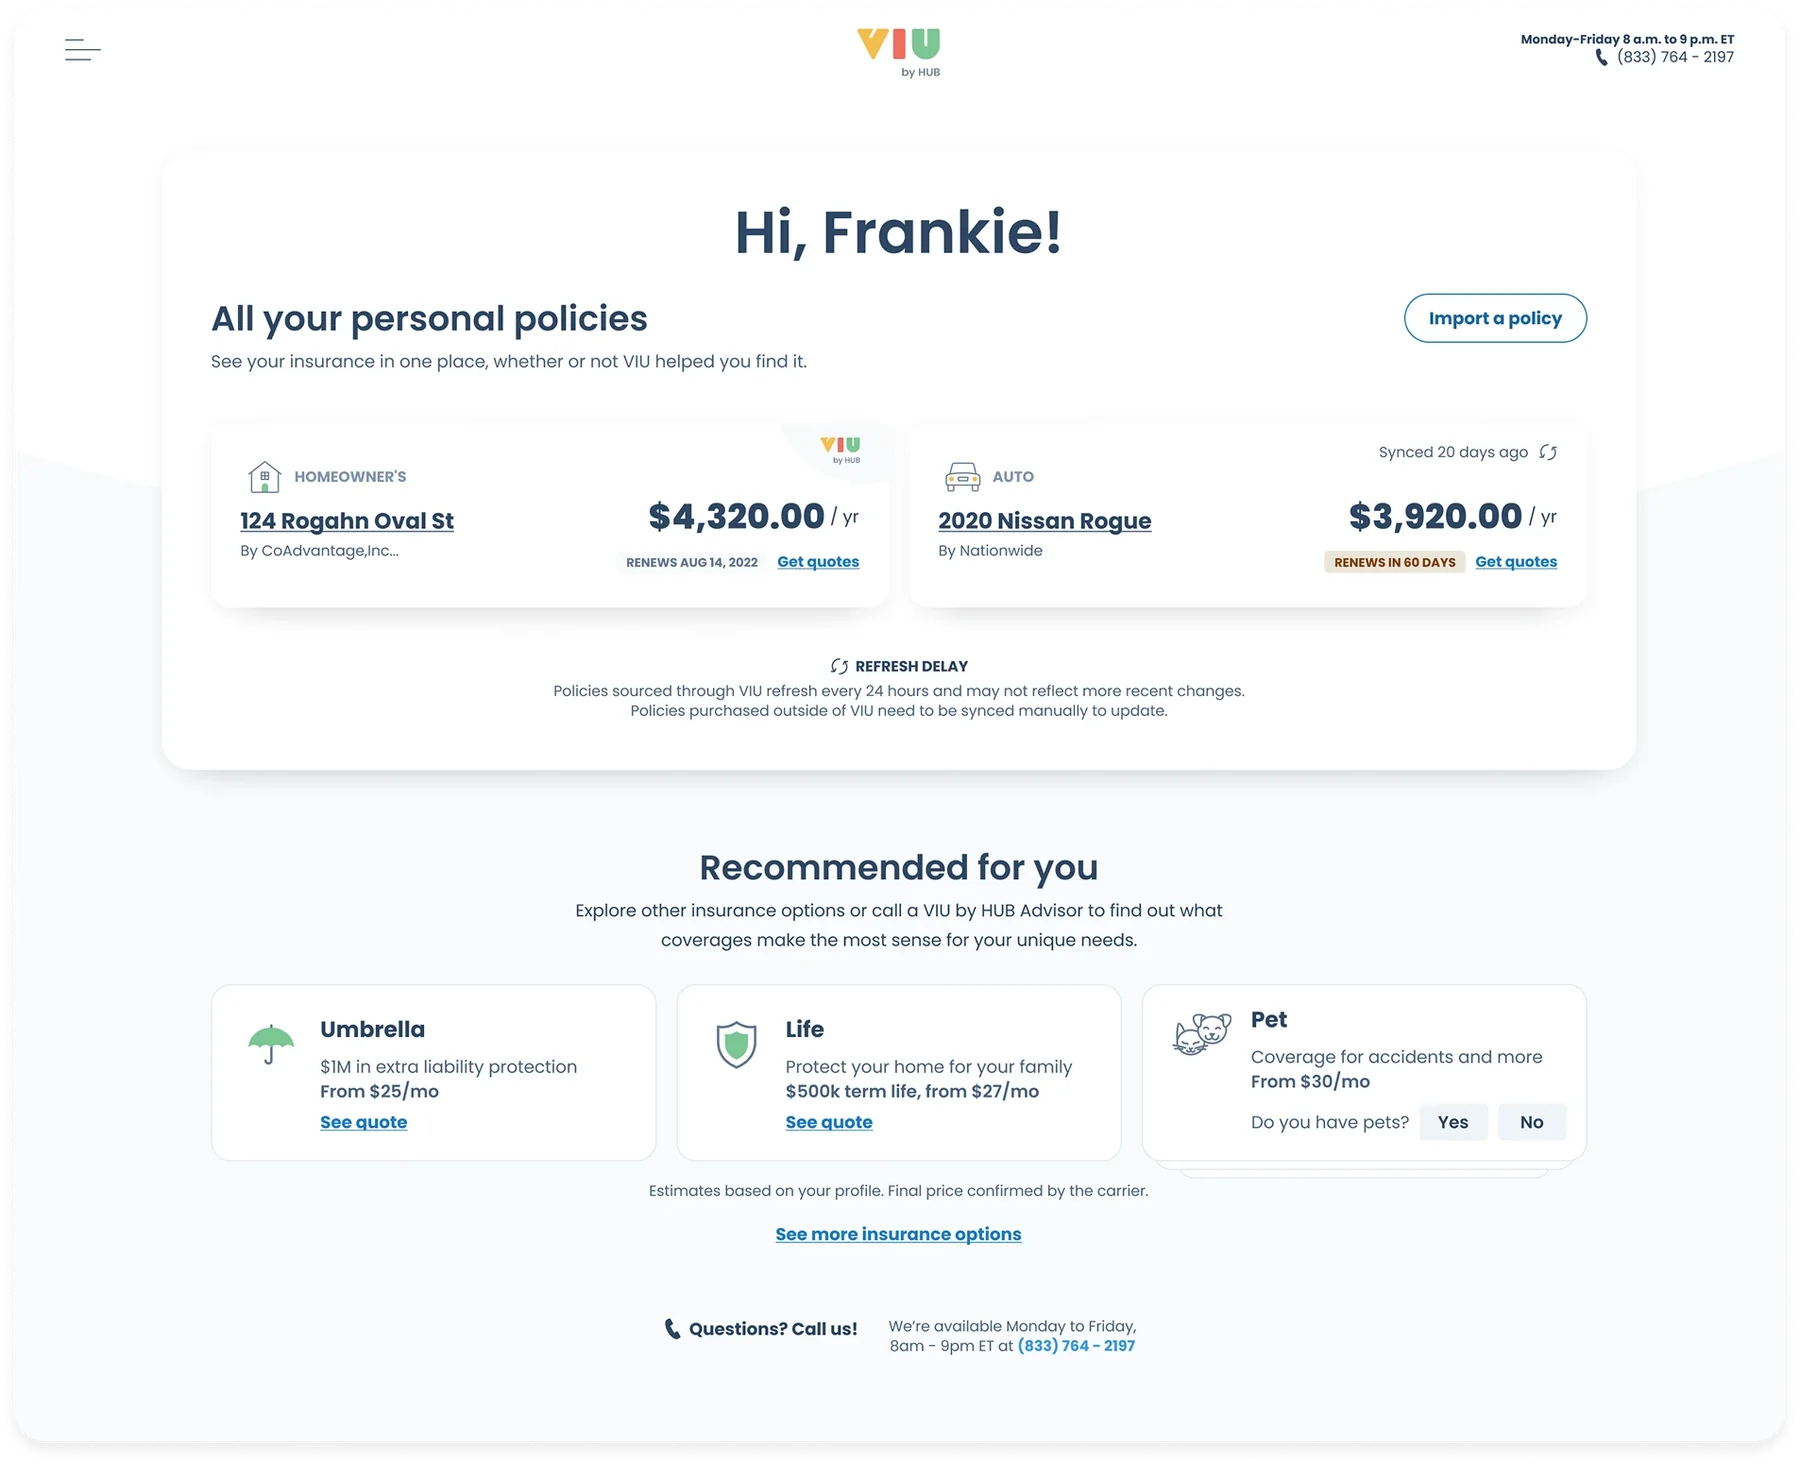 VIU
by HUB
Monday-Friday 8 a.m. to 9 p.m. ET
(833) 764 - 2197
Hi, Frankie!
All your personal policies
Import a policy
See your insurance in one place, whether or not VIU helped you find it.
VIU
by HUB
HOMEOWNER'S
124 Rogahn Oval St
By CoAdvantage,Inc...
$4,320.00 / yr
RENEWS AUG 14, 2022
Get quotes
Synced 20 days ago
AUTO
2020 Nissan Rogue
By Nationwide
$3,920.00 / yr
RENEWS IN 60 DAYS
Get quotes
REFRESH DELAY
Policies sourced through VIU refresh every 24 hours and may not reflect more recent changes.
Policies purchased outside of VIU need to be synced manually to update.
Recommended for you
Explore other insurance options or call a VIU by HUB Advisor to find out what
coverages make the most sense for your unique needs.
Umbrella
$1M in extra liability protection
From $25/mo
See quote
Life
Protect your home for your family
$500k term life, from $27/mo
See quote
Pet
Coverage for accidents and more
From $30/mo
Do you have pets?
Yes
No
Estimates based on your profile. Final price confirmed by the carrier.
See more insurance options
Questions? Call us!
We're available Monday to Friday,
8am - 9pm ET at (833) 764 - 2197